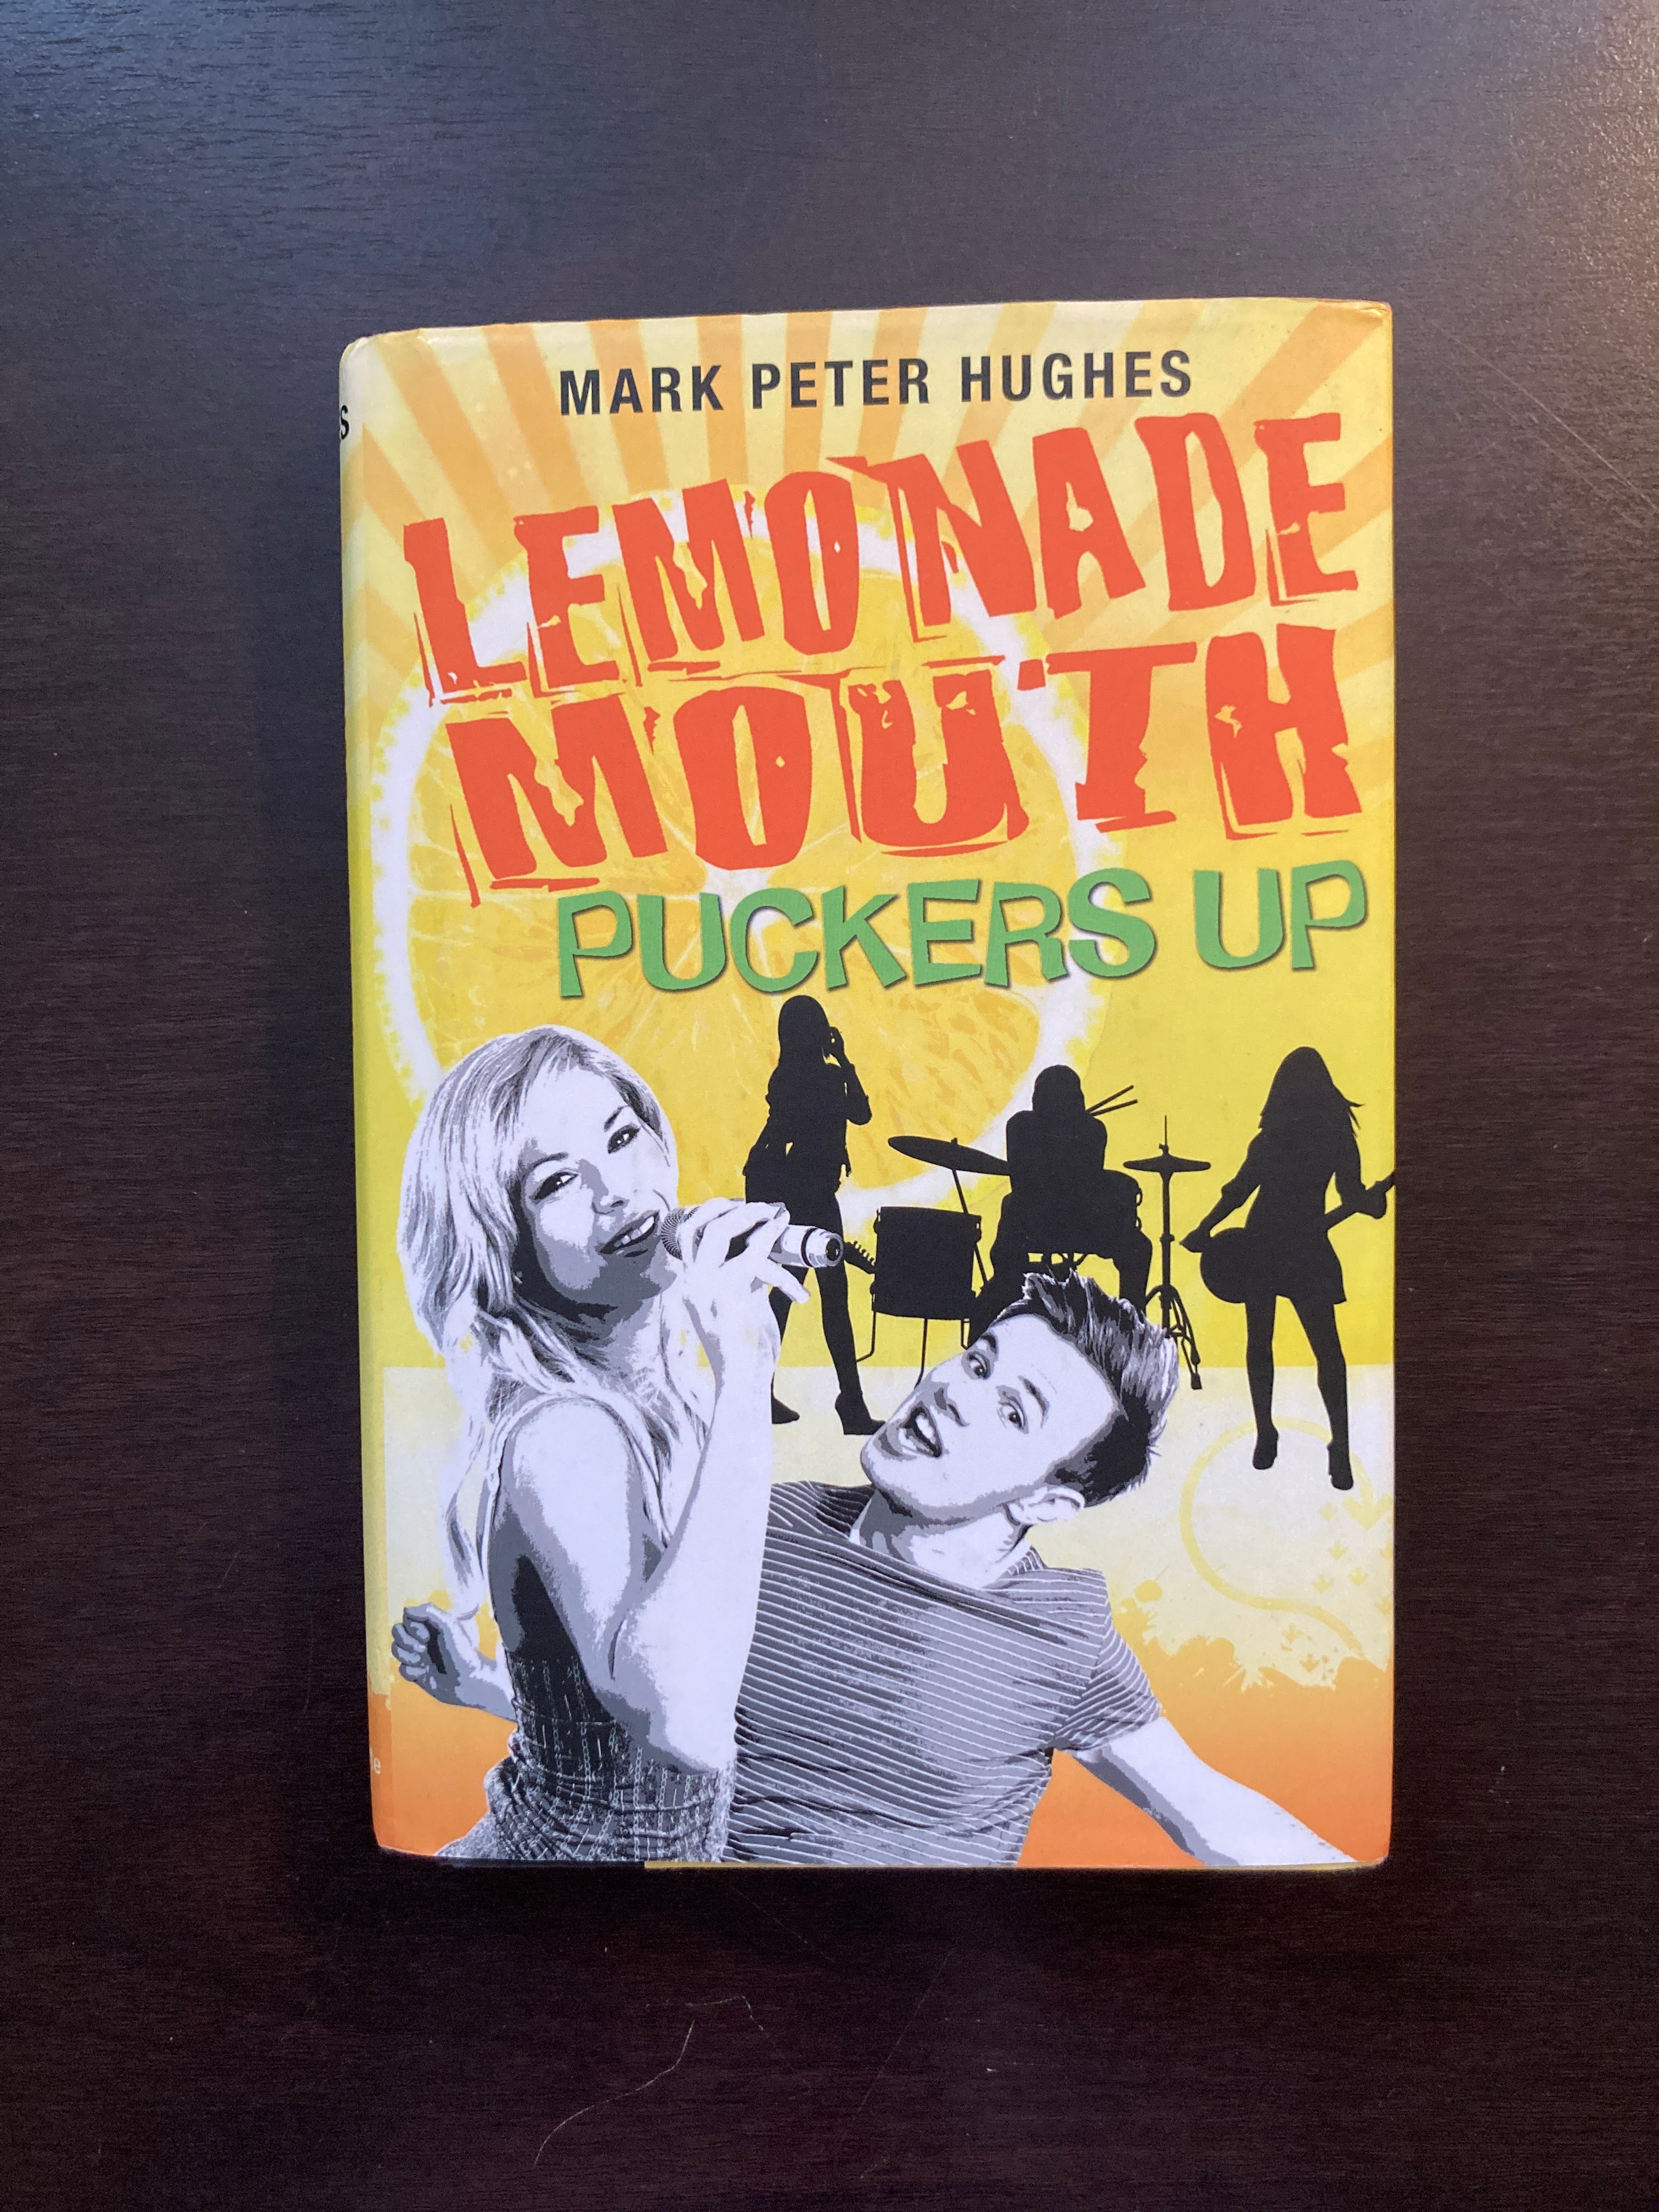 MARK PETER HUGHES
LEMONADE
MOUTH
PUCKERS UP
S
e